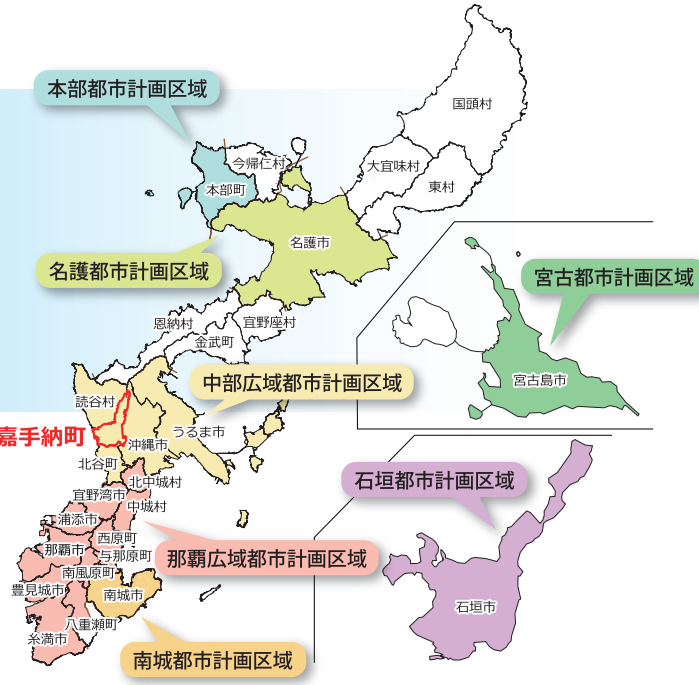 国頭村
本部都市計画区域
今帰仁村
大宜味村
本部町
東村
名護市
名護都市計画区域
宮古都市計画区域
恩納村
宜野座村
金武町
宮古島市
中部広域都市計画区域
読谷村
うるま市
嘉手納町
沖縄市
北谷町
北中城村
石垣都市計画区域
宜野湾市
中城村
浦添市
西原町
那覇市
与那原町
那覇広域都市計画区域
南風原町
豊見城市
南城市
石垣市
八重瀬町
糸満市
南城都市計画区域